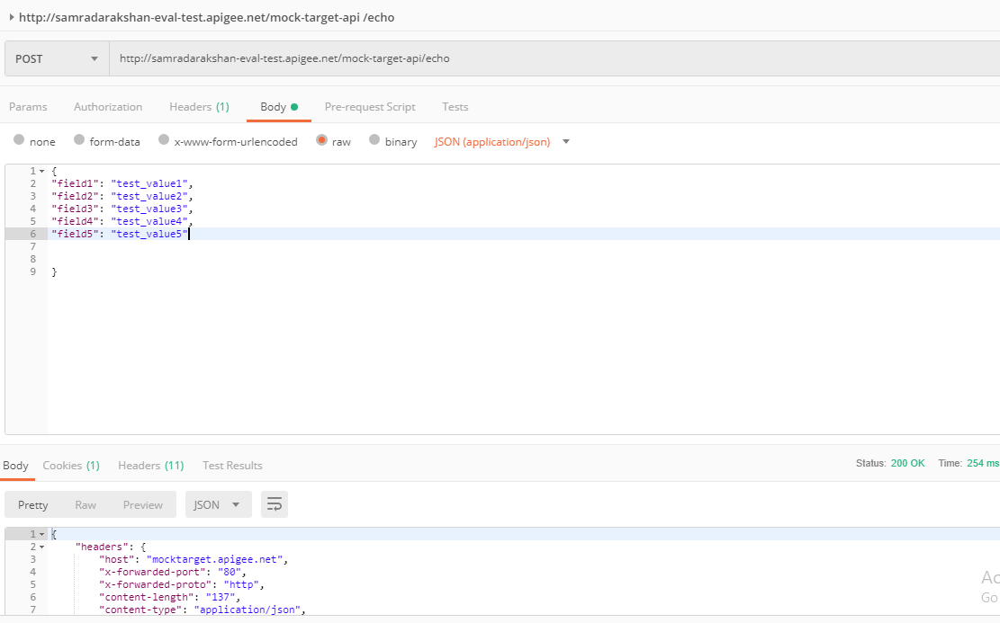 http://samradarakshan-eval-test.apigee.net/mock-target-api /echo
POST http://samradarakshan-eval-test.apigee.net/mock-target-api/echo
Params Authorization Headers (1) Body Pre-request Script Tests
none form-data x-www-form-urlencoded raw binary JSON (application/json)
1 {
2 "field1": "test_value1",
3 "field2": "test_value2",
4 "field3": "test_value3",
5 "field4": "test_value4",
6 "field5": "test_value5"
7
8
9 }
Body Cookies (1) Headers (11) Test Results Status: 200 OK Time: 254 ms
Pretty Raw Preview JSON
1 {
2 "headers": {
3 "host": "mocktarget.apigee.net",
4 "x-forwarded-port": "80",
5 "x-forwarded-proto": "http",
6 "content-length": "137",
7 "content-type": "application/json",
Ac
Go